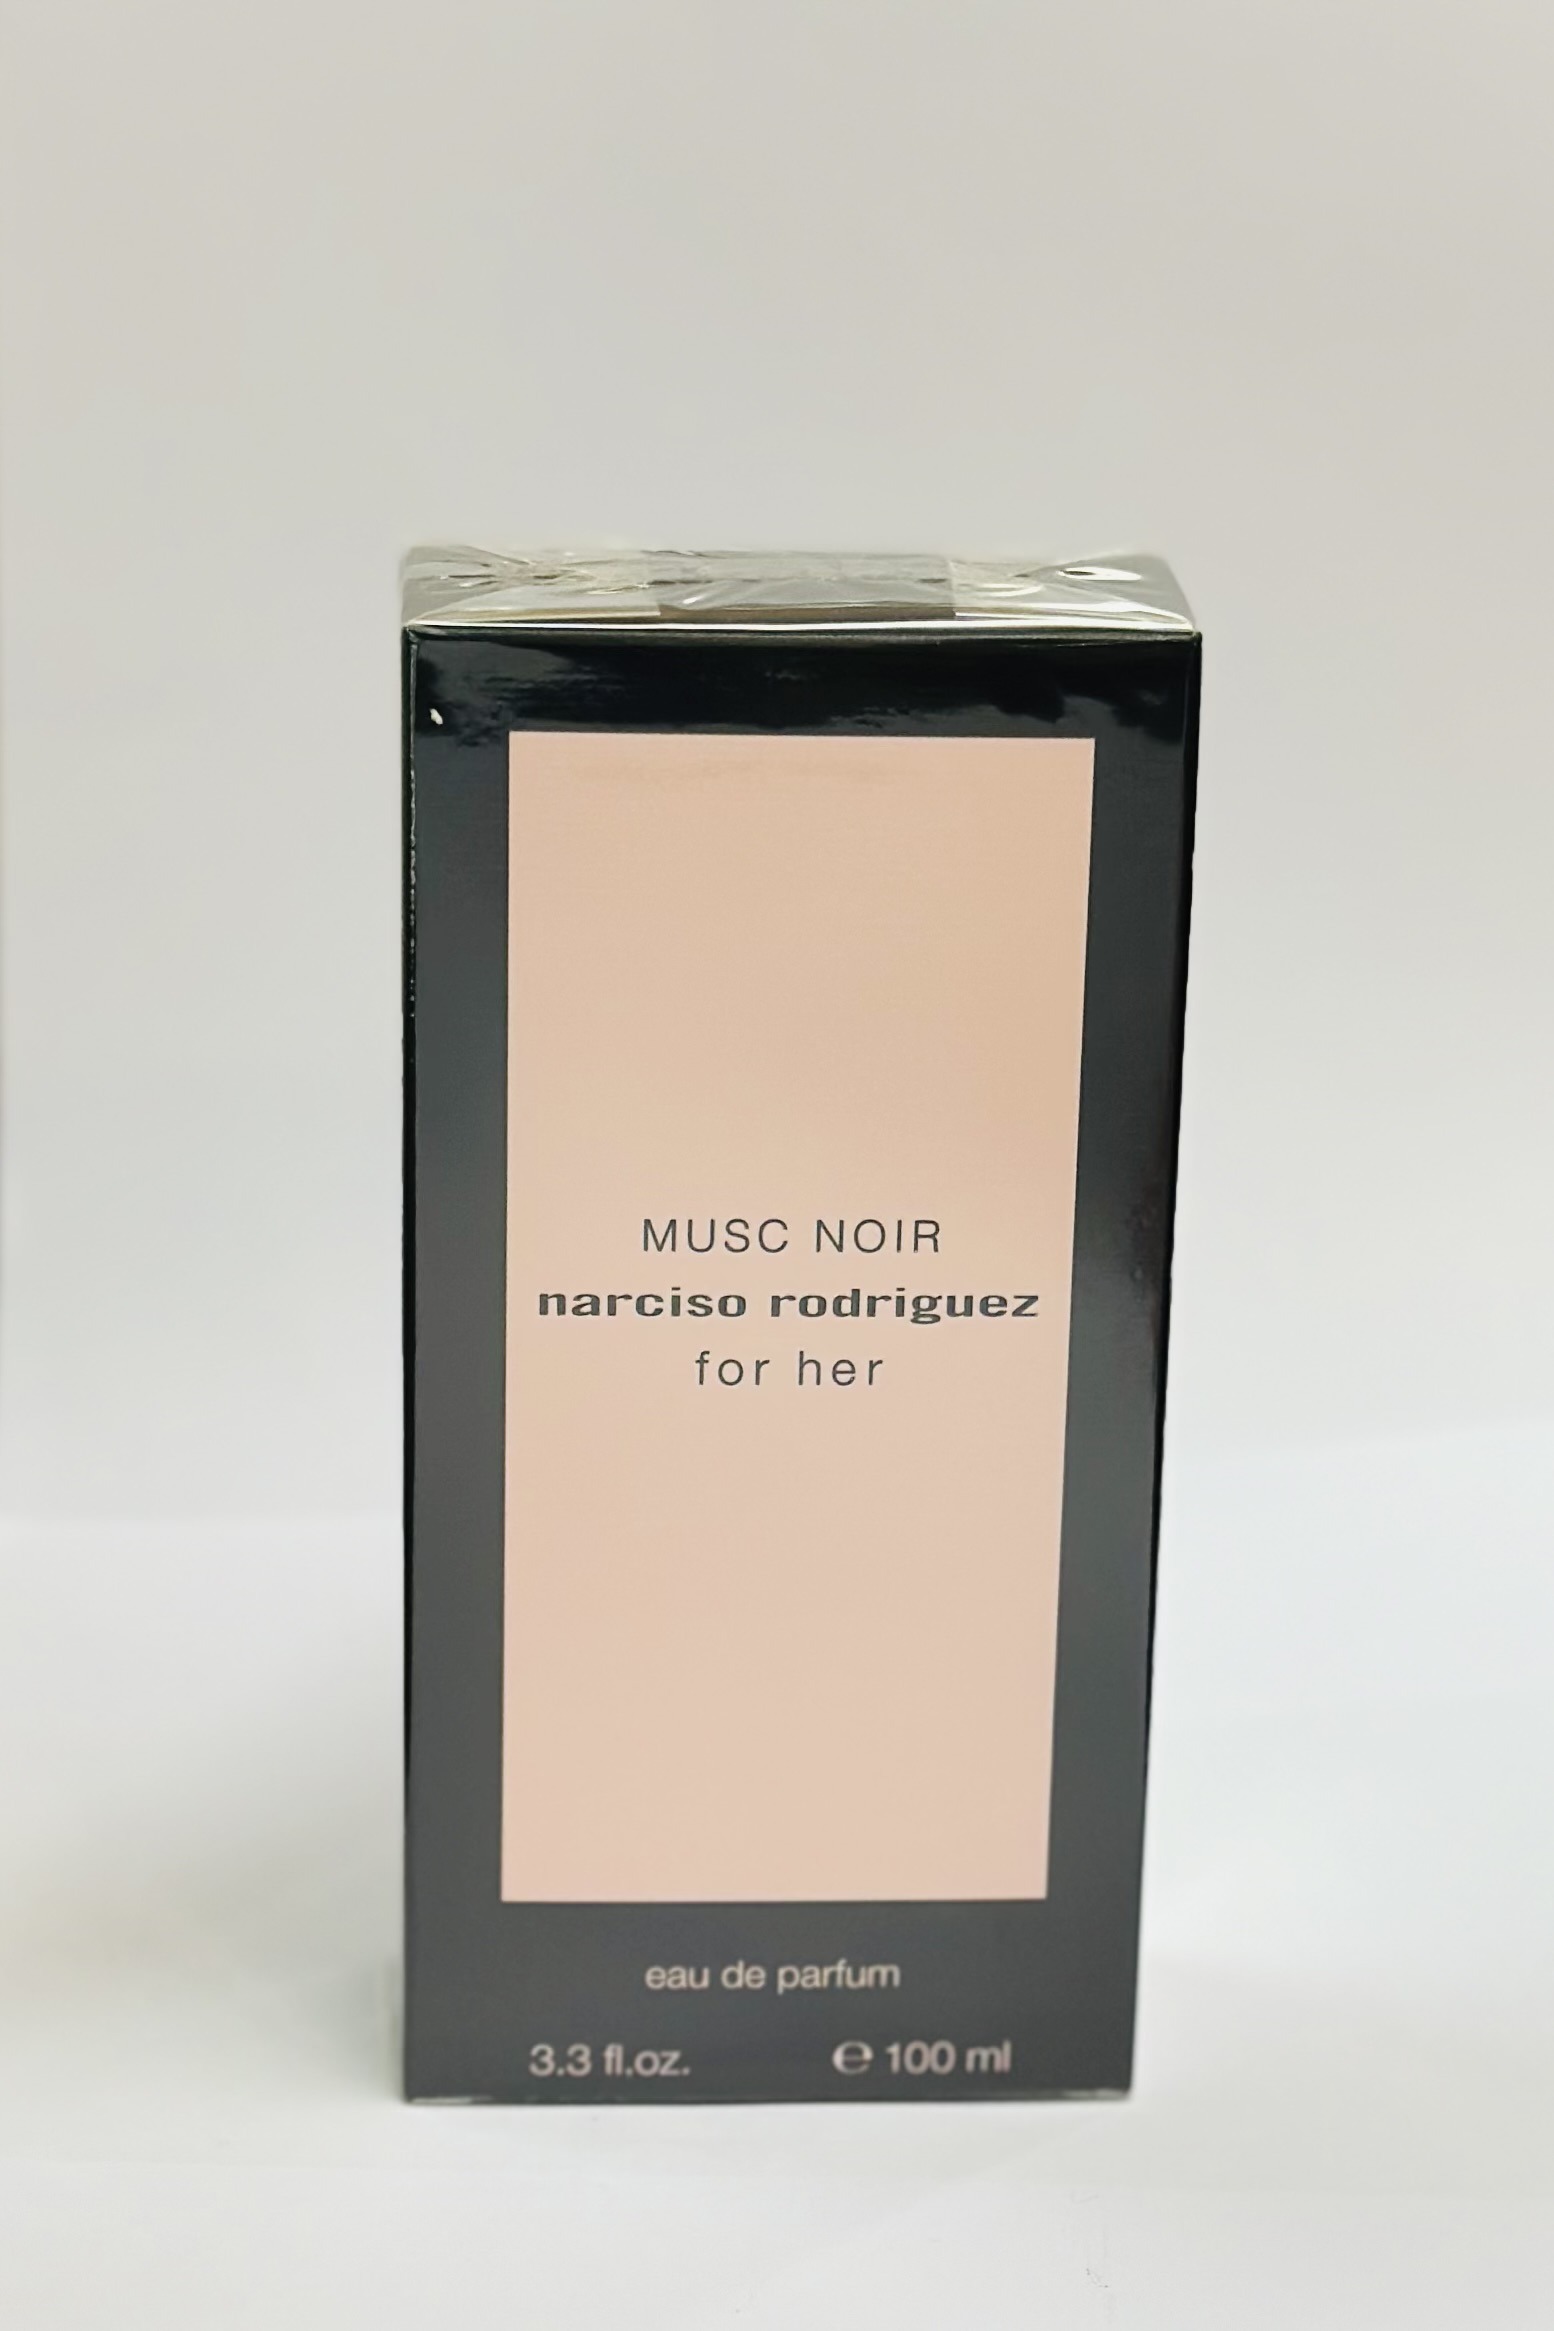 MUSC NOIR
narciso rodriguez
for her
eau de parfum
3.3 fl.oz. ℮ 100 ml